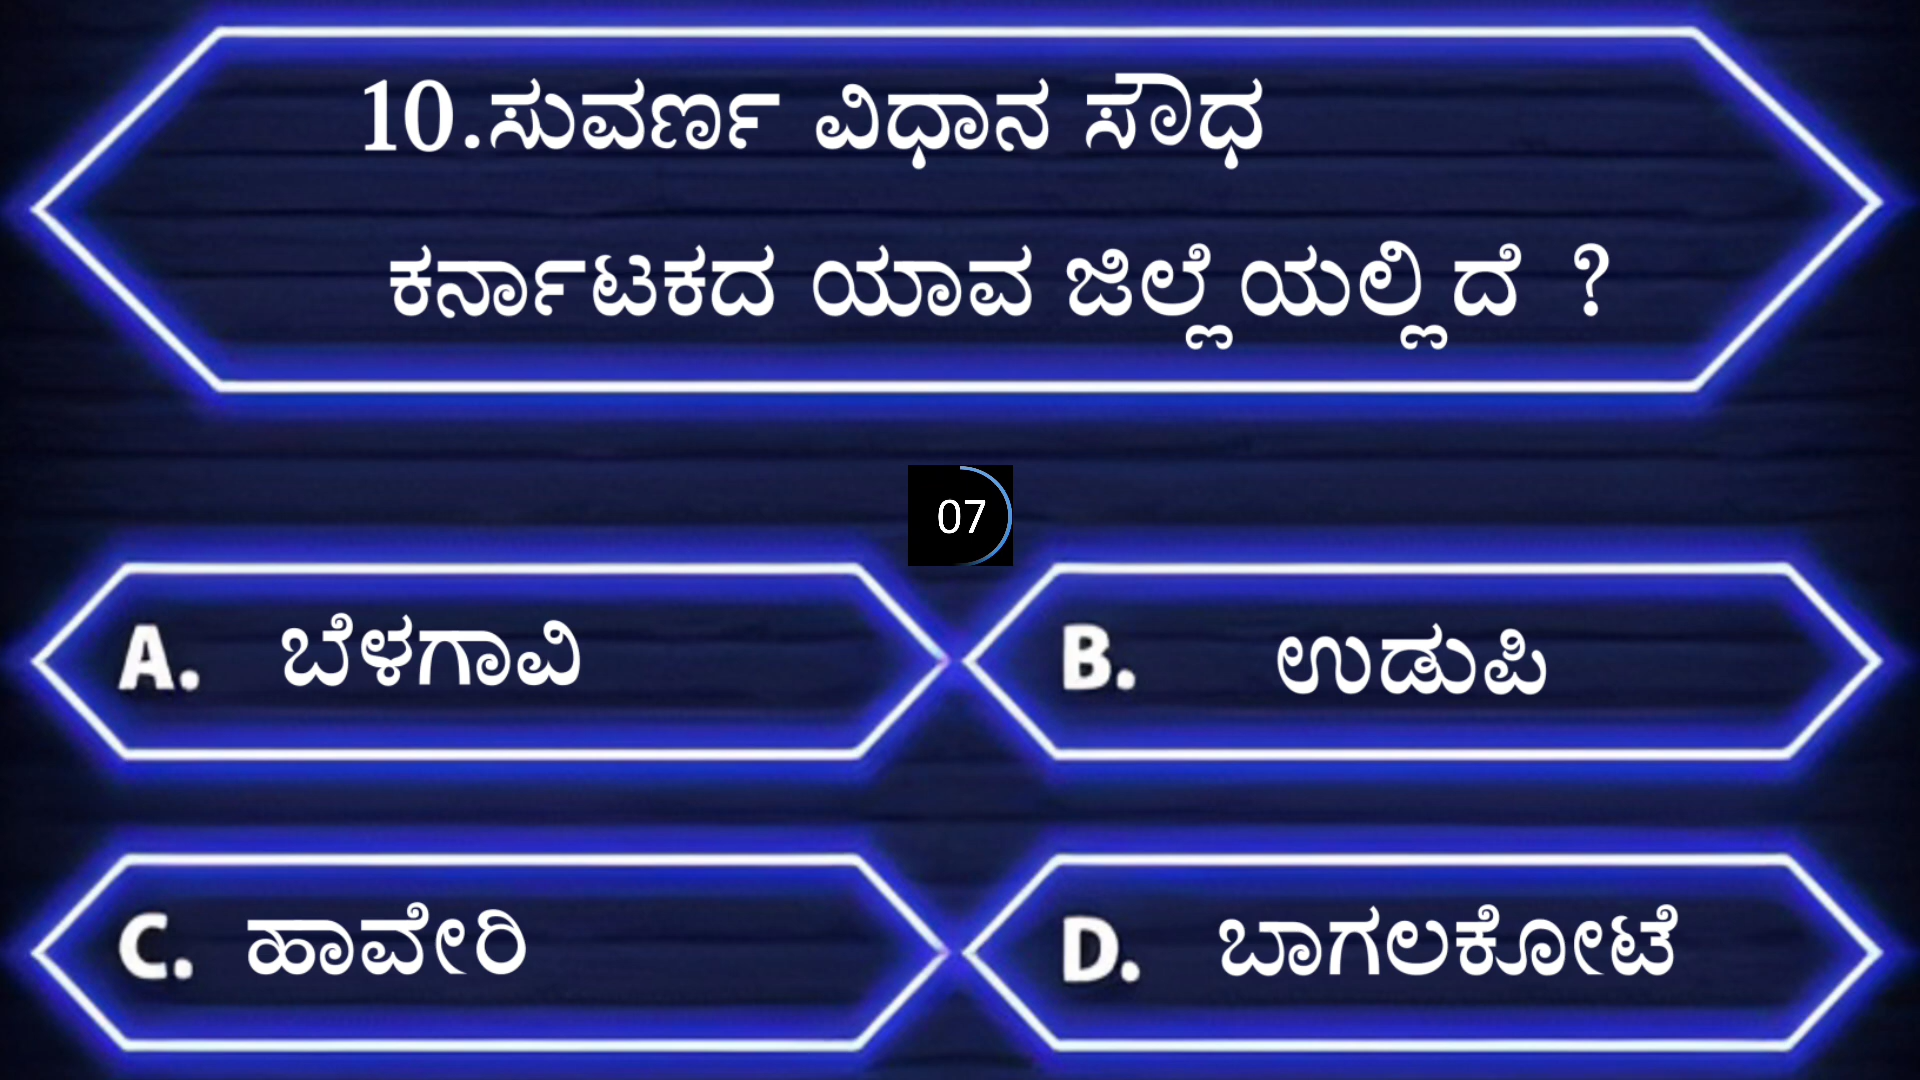 10.ಸುವರ್ಣ ವಿಧಾನ ಸೌಧ
ಕರ್ನಾಟಕದ ಯಾವ ಜಿಲ್ಲೆಯಲ್ಲಿದೆ ?
07
A. ಬೆಳಗಾವಿ
B. ಉಡುಪಿ
C. ಹಾವೇರಿ
D. ಬಾಗಲಕೋಟೆ